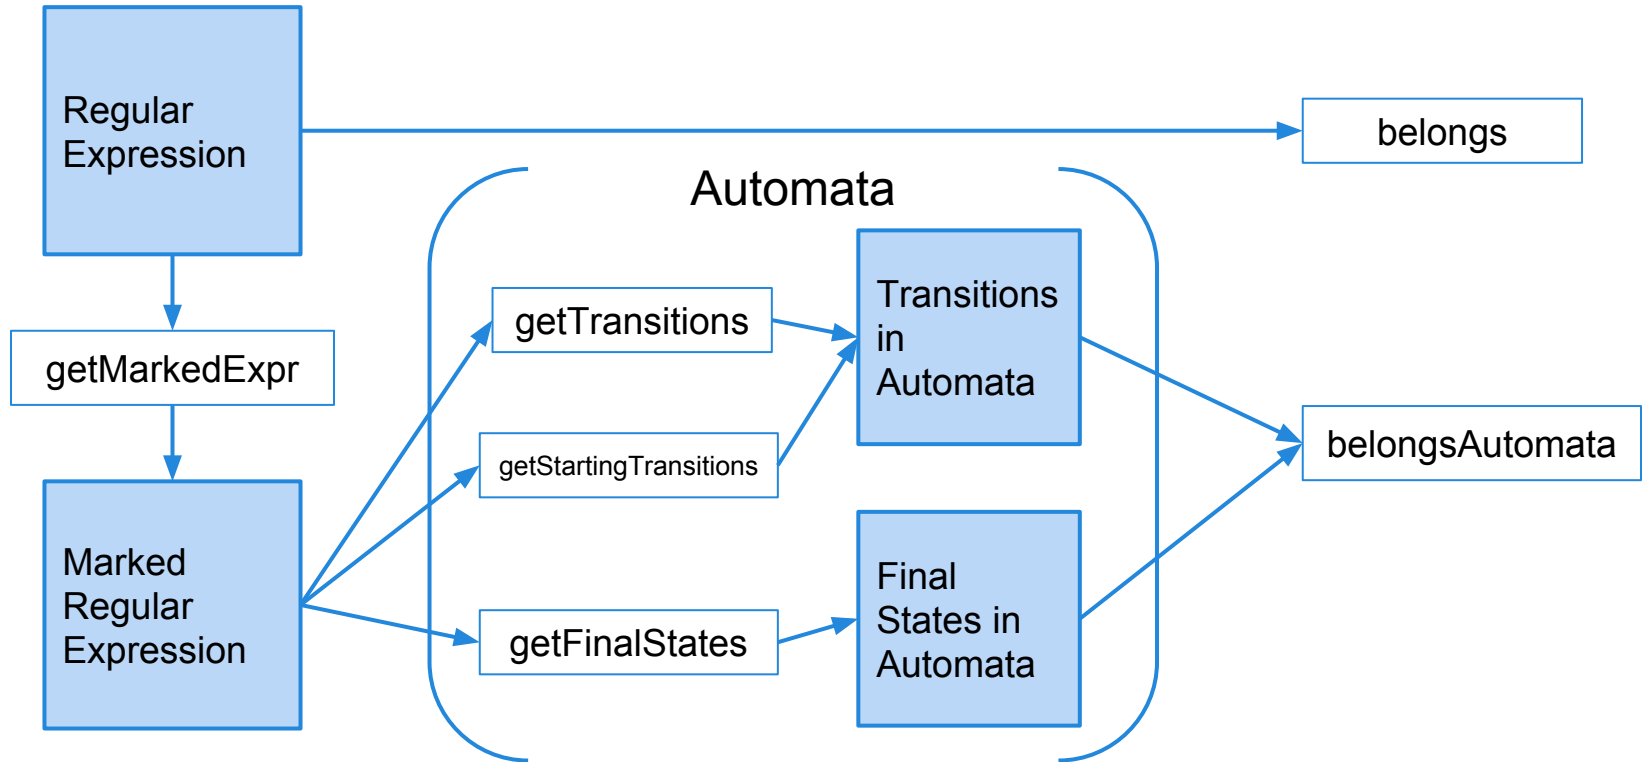 Regular
Expression
belongs
Automata
getTransitions
Transitions
in
Automata
getMarkedExpr
getStartingTransitions
belongsAutomata
Marked
Regular
Expression
getFinalStates
Final
States in
Automata